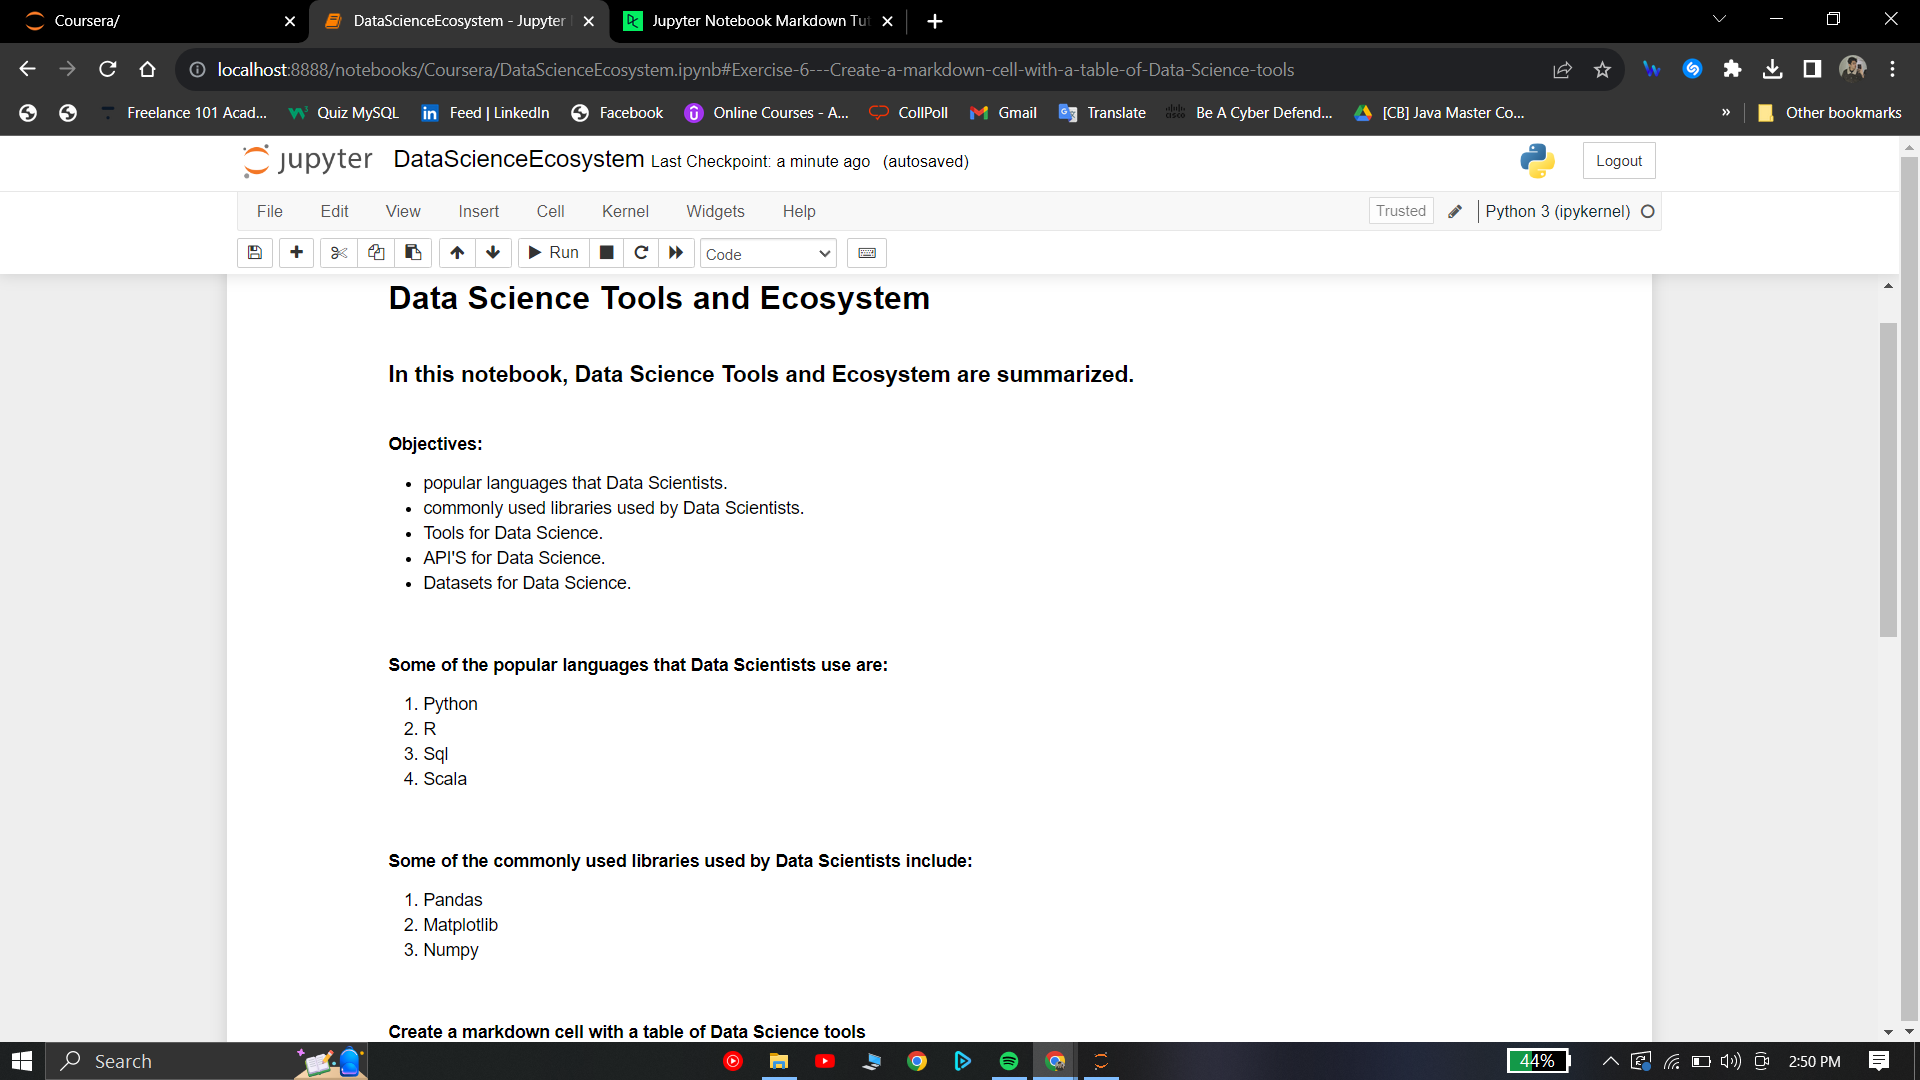 Coursera/
DataScienceEcosystem - Jupyter
Jupyter Notebook Markdown Tut
localhost:8888/notebooks/Coursera/DataScienceEcosystem.ipynb#Exercise-6---Create-a-markdown-cell-with-a-table-of-Data-Science-tools
Freelance 101 Acad... Quiz MySQL Feed | LinkedIn Facebook Online Courses - A... CollPoll Gmail Translate Be A Cyber Defend... [CB] Java Master Co... » Other bookmarks
jupyter DataScienceEcosystem Last Checkpoint: a minute ago (autosaved) Logout
File Edit View Insert Cell Kernel Widgets Help Trusted Python 3 (ipykernel)
Run Code
Data Science Tools and Ecosystem
In this notebook, Data Science Tools and Ecosystem are summarized.
Objectives:
• popular languages that Data Scientists.
• commonly used libraries used by Data Scientists.
• Tools for Data Science.
• API'S for Data Science.
• Datasets for Data Science.
Some of the popular languages that Data Scientists use are:
1. Python
2. R
3. Sql
4. Scala
Some of the commonly used libraries used by Data Scientists include:
1. Pandas
2. Matplotlib
3. Numpy
Create a markdown cell with a table of Data Science tools
Search 44% 2:50 PM